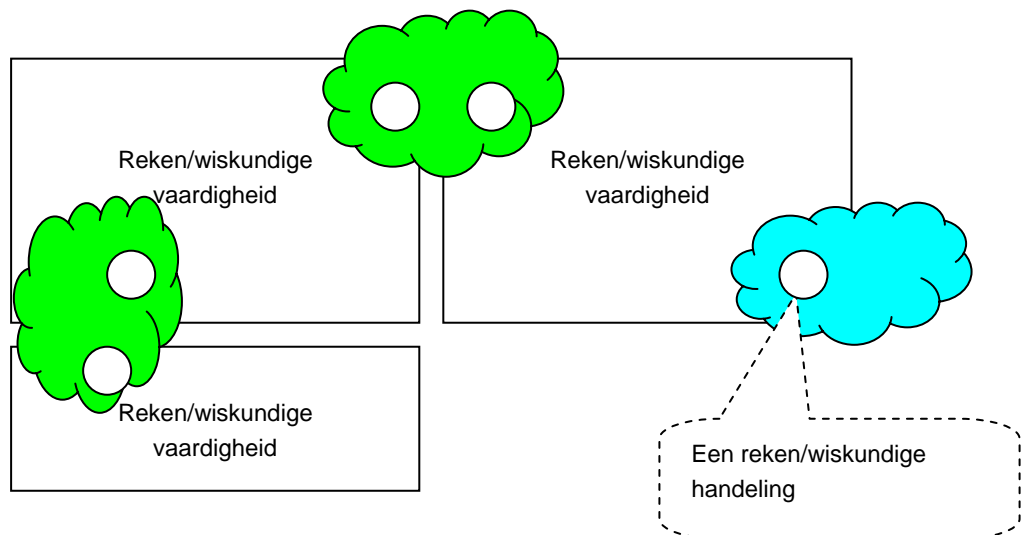 Reken/wiskundige
vaardigheid
Reken/wiskundige
vaardigheid
Reken/wiskundige
vaardigheid
Een reken/wiskundige
handeling